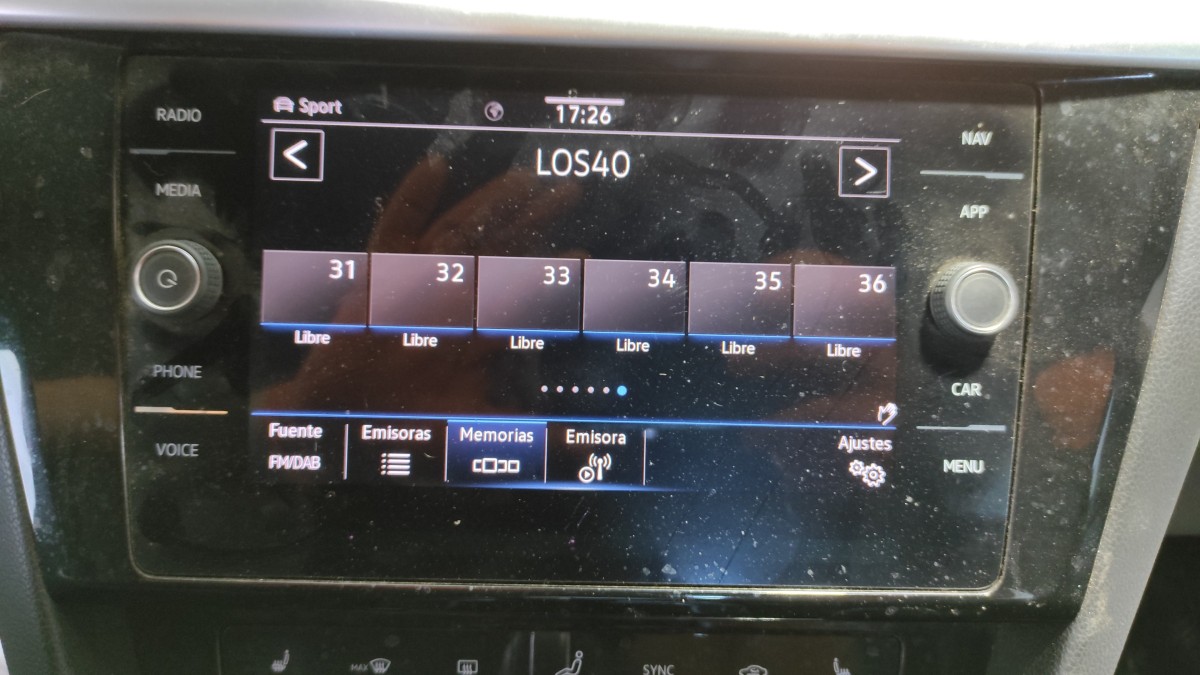 RADIO
MEDIA
PHONE
VOICE
Sport
17:26
LOS40
31 32 33 34 35 36
Libre Libre Libre Libre Libre Libre
Fuente Emisoras Memorias Emisora Ajustes
FM/DAB
NAV
APP
CAR
MENU
MAX SYNC